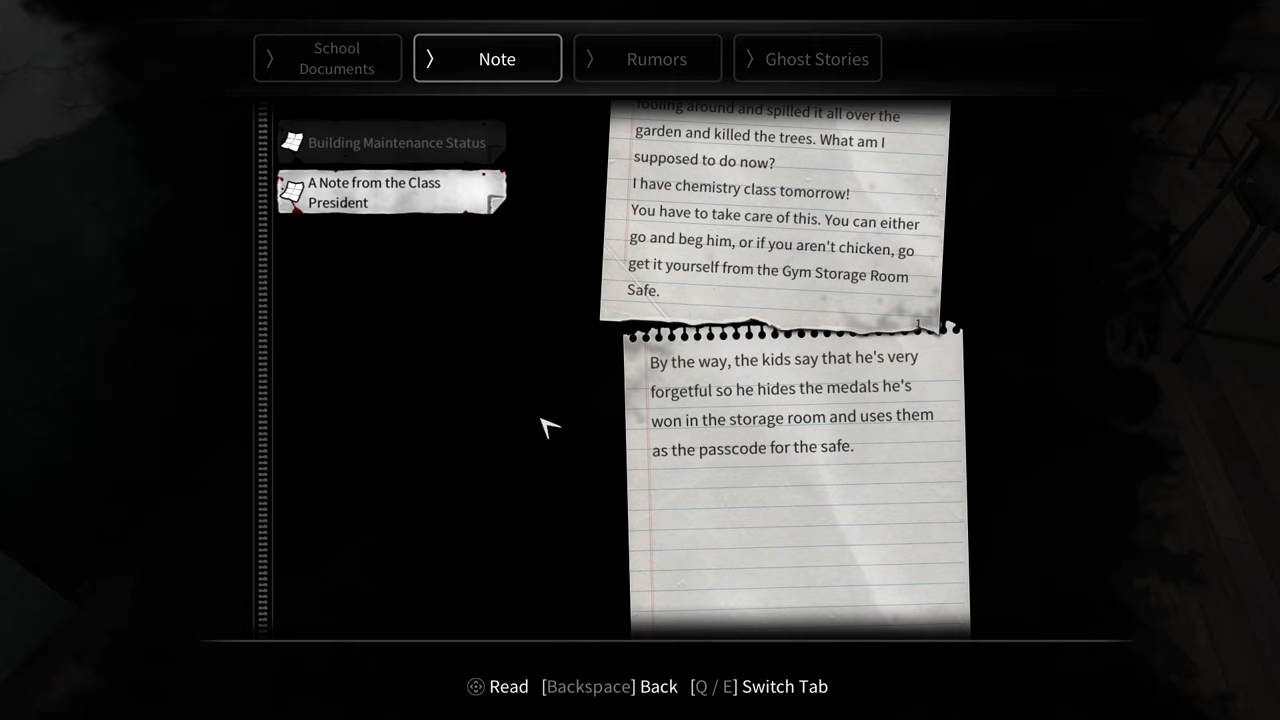 School
Documents
Note
Rumors
Ghost Stories
Building Maintenance Status
A Note from the Class
President
fooling around and spilled it all over the
garden and killed the trees. What am I
supposed to do now?
I have chemistry class tomorrow!
You have to take care of this. You can either
go and beg him, or if you aren't chicken, go
get it yourself from the Gym Storage Room
Safe.
1
By the way, the kids say that he's very
forgetful so he hides the medals he's
won in the storage room and uses them
as the passcode for the safe.
Read [Backspace] Back [Q / E] Switch Tab